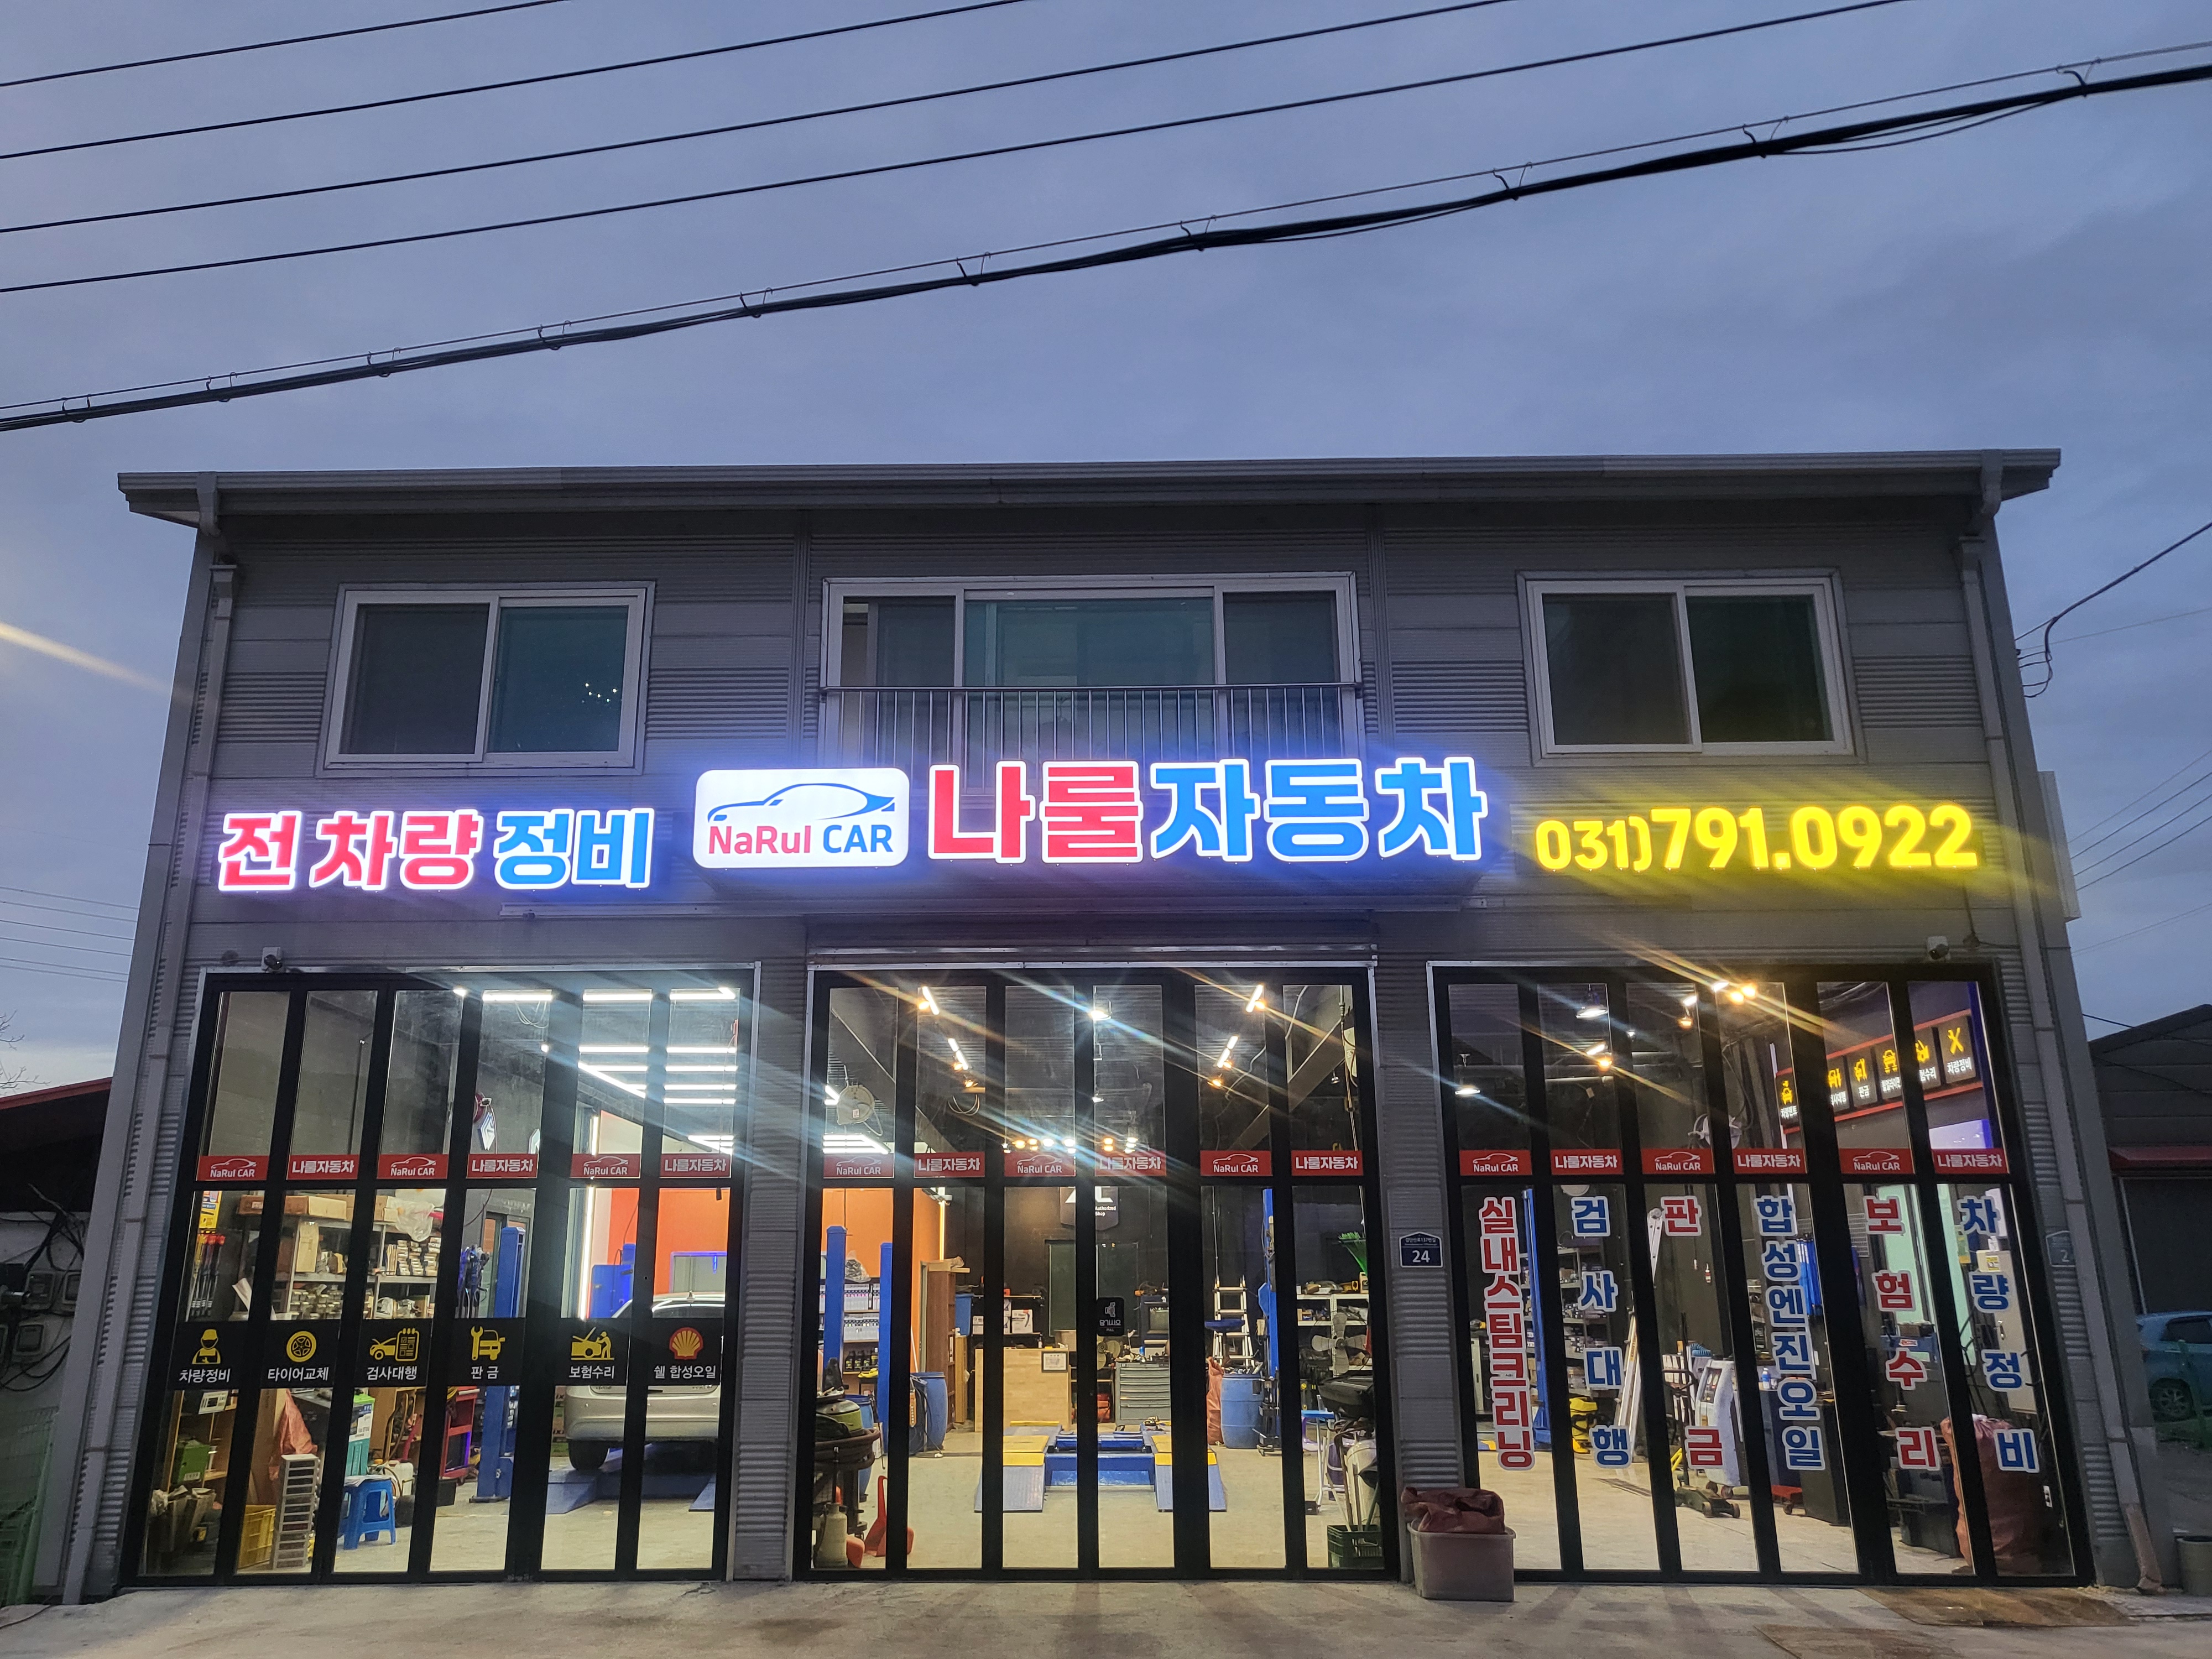 전 차량 정비
NaRul CAR
나룰자동차
031)791.0922
NaRul CAR
나룰자동차
NaRul CAR
나룰자동차
NaRul CAR
나룰자동차
NaRul CAR
나룰자동차
NaRul CAR
나룰자동차
NaRul CAR
나룰자동차
NaRul CAR
나룰자동차
NaRul CAR
나룰자동차
NaRul CAR
나룰자동차
차량정비
판금
차량정비
타이어교체
검사대행
판 금
보험수리
쉘 합성오일
24
실내스팀크리닝
검사대행
판금
합성엔진오일
보험수리
차량정비